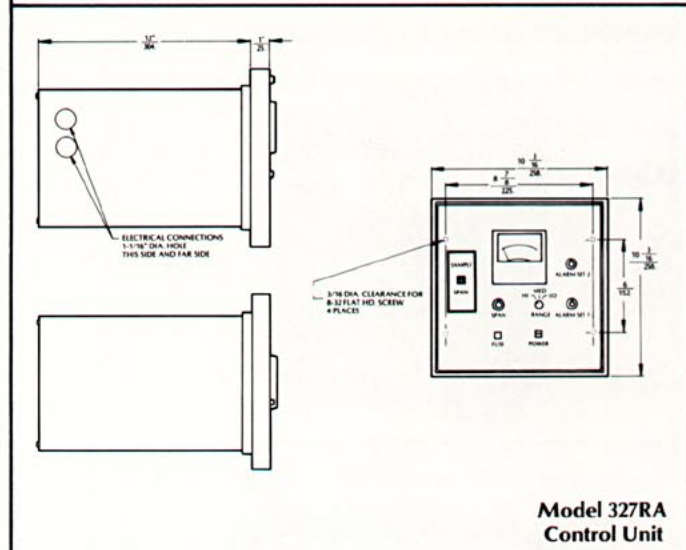 12"
304
1"
25
ELECTRICAL CONNECTIONS
1-1/16" DIA. HOLE
THIS SIDE AND FAR SIDE
10 3/16
258
8 7/8
225
SAMPLE
SPAN
ALARM SET 2
MED
HI
SPAN
RANGE
ALARM SET 1
FUSE
POWER
6
152
10 3/16
258
3/16 DIA. CLEARANCE FOR
8-32 FLAT HD. SCREW
4 PLACES
Model 327RA
Control Unit